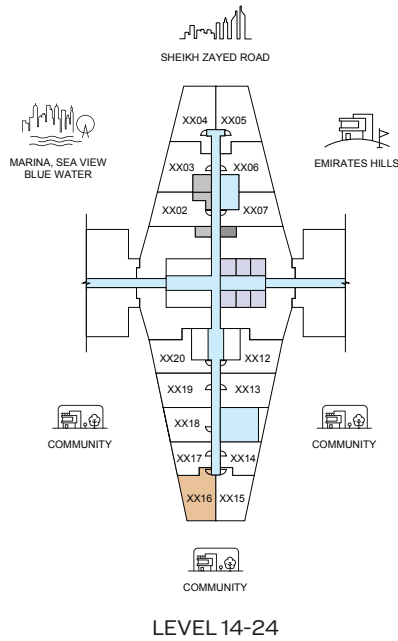 SHEIKH ZAYED ROAD
MARINA, SEA VIEW
BLUE WATER
EMIRATES HILLS
XX04 XX05
XX03 XX06
XX02 XX07
XX20 XX12
XX19 XX13
XX18
XX17 XX14
XX16 XX15
COMMUNITY
COMMUNITY
COMMUNITY
LEVEL 14-24